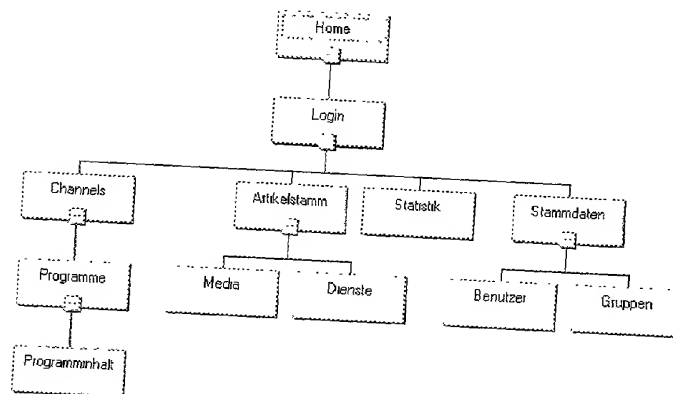 Home
Login
Channels
Artikelstamm
Statistik
Stammdaten
Programme
Media
Dienste
Benutzer
Gruppen
Programminhalt